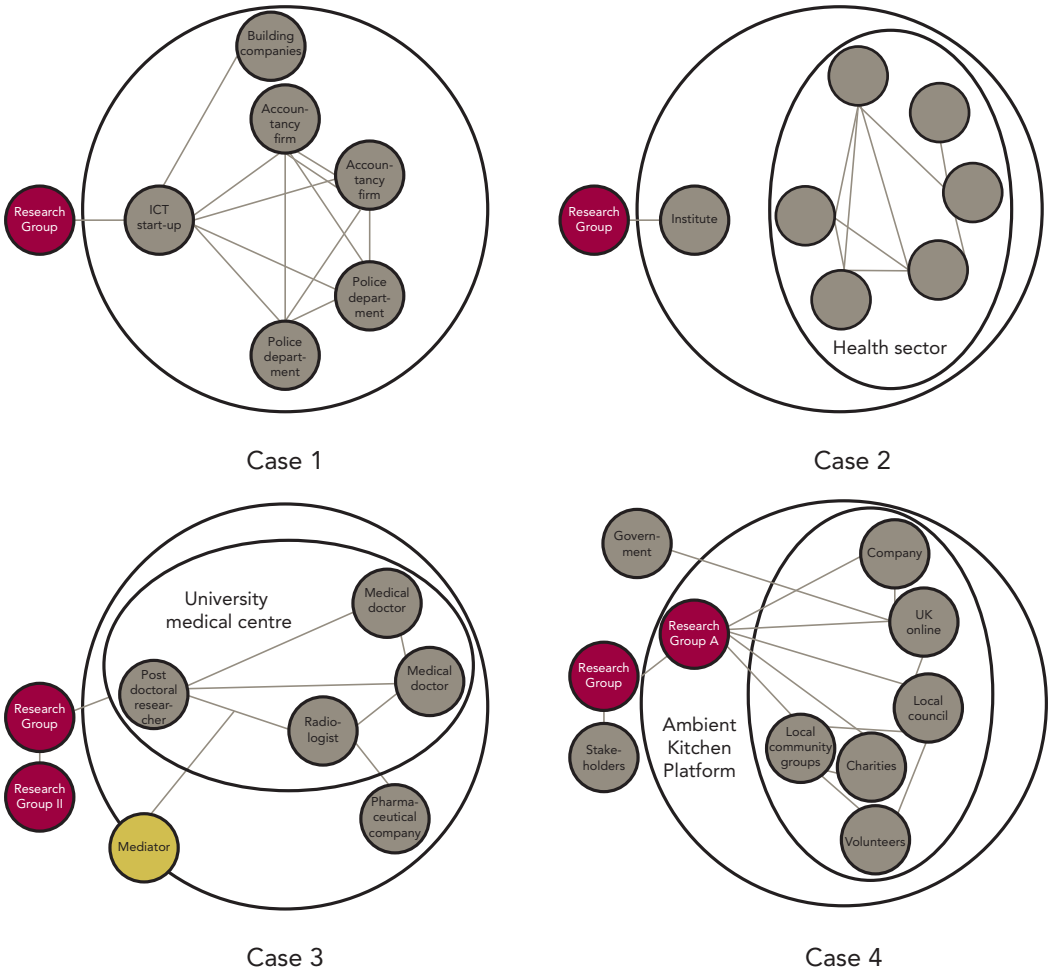 Building
companies
Accoun-
tancy
firm
Accoun-
tancy
firm
Research
Group
ICT
start-up
Police
depart-
ment
Police
depart-
ment
Case 1
Research
Group
Institute
Health sector
Case 2
University
medical centre
Medical
doctor
Post
doctoral
resear-
cher
Medical
doctor
Research
Group
Radio-
logist
Research
Group II
Pharma-
ceutical
company
Mediator
Case 3
Govern-
ment
Company
Research
Group A
UK
online
Research
Group
Local
council
Ambient
Kitchen
Platform
Local
community
groups
Stake-
holders
Charities
Volunteers
Case 4